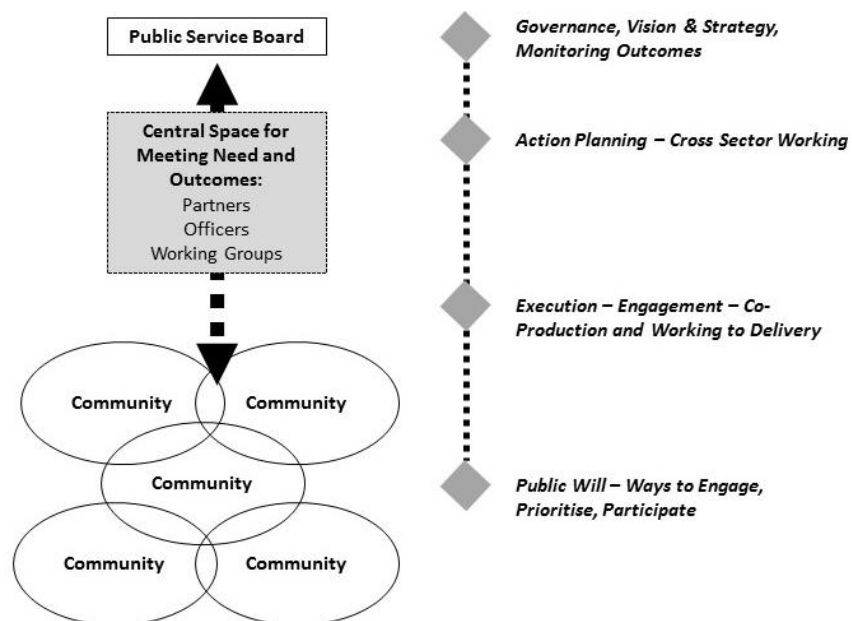 Public Service Board
Central Space for
Meeting Need and
Outcomes:
Partners
Officers
Working Groups
Community
Community
Community
Community
Community
Governance, Vision & Strategy,
Monitoring Outcomes
Action Planning – Cross Sector Working
Execution – Engagement – Co-
Production and Working to Delivery
Public Will – Ways to Engage,
Prioritise, Participate